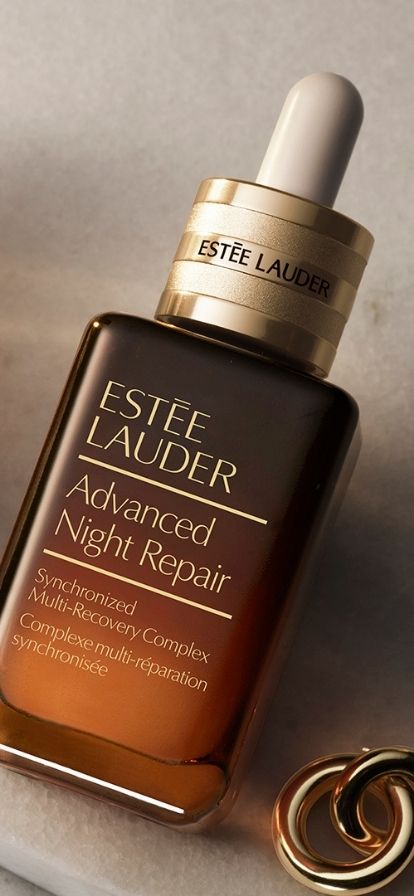 ESTĒE LAUDER
ESTĒE
LAUDER
Advanced
Night Repair
Synchronized
Multi-Recovery Complex
Complexe multi-réparation
synchronisée